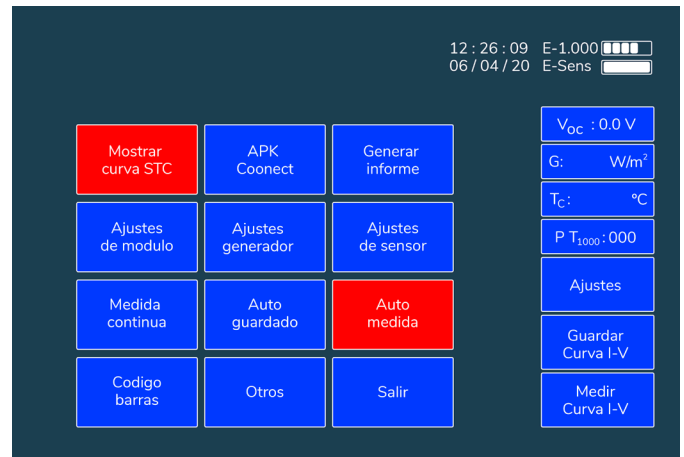 12 : 26 : 09 E-1.000
06 / 04 / 20 E-Sens
Mostrar
curva STC
APK
Coonect
Generar
informe
Ajustes
de modulo
Ajustes
generador
Ajustes
de sensor
Medida
continua
Auto
guardado
Auto
medida
Codigo
barras
Otros
Salir
VOC : 0.0 V
G: W/m²
TC : ºC
P T1000 : 000
Ajustes
Guardar
Curva I-V
Medir
Curva I-V